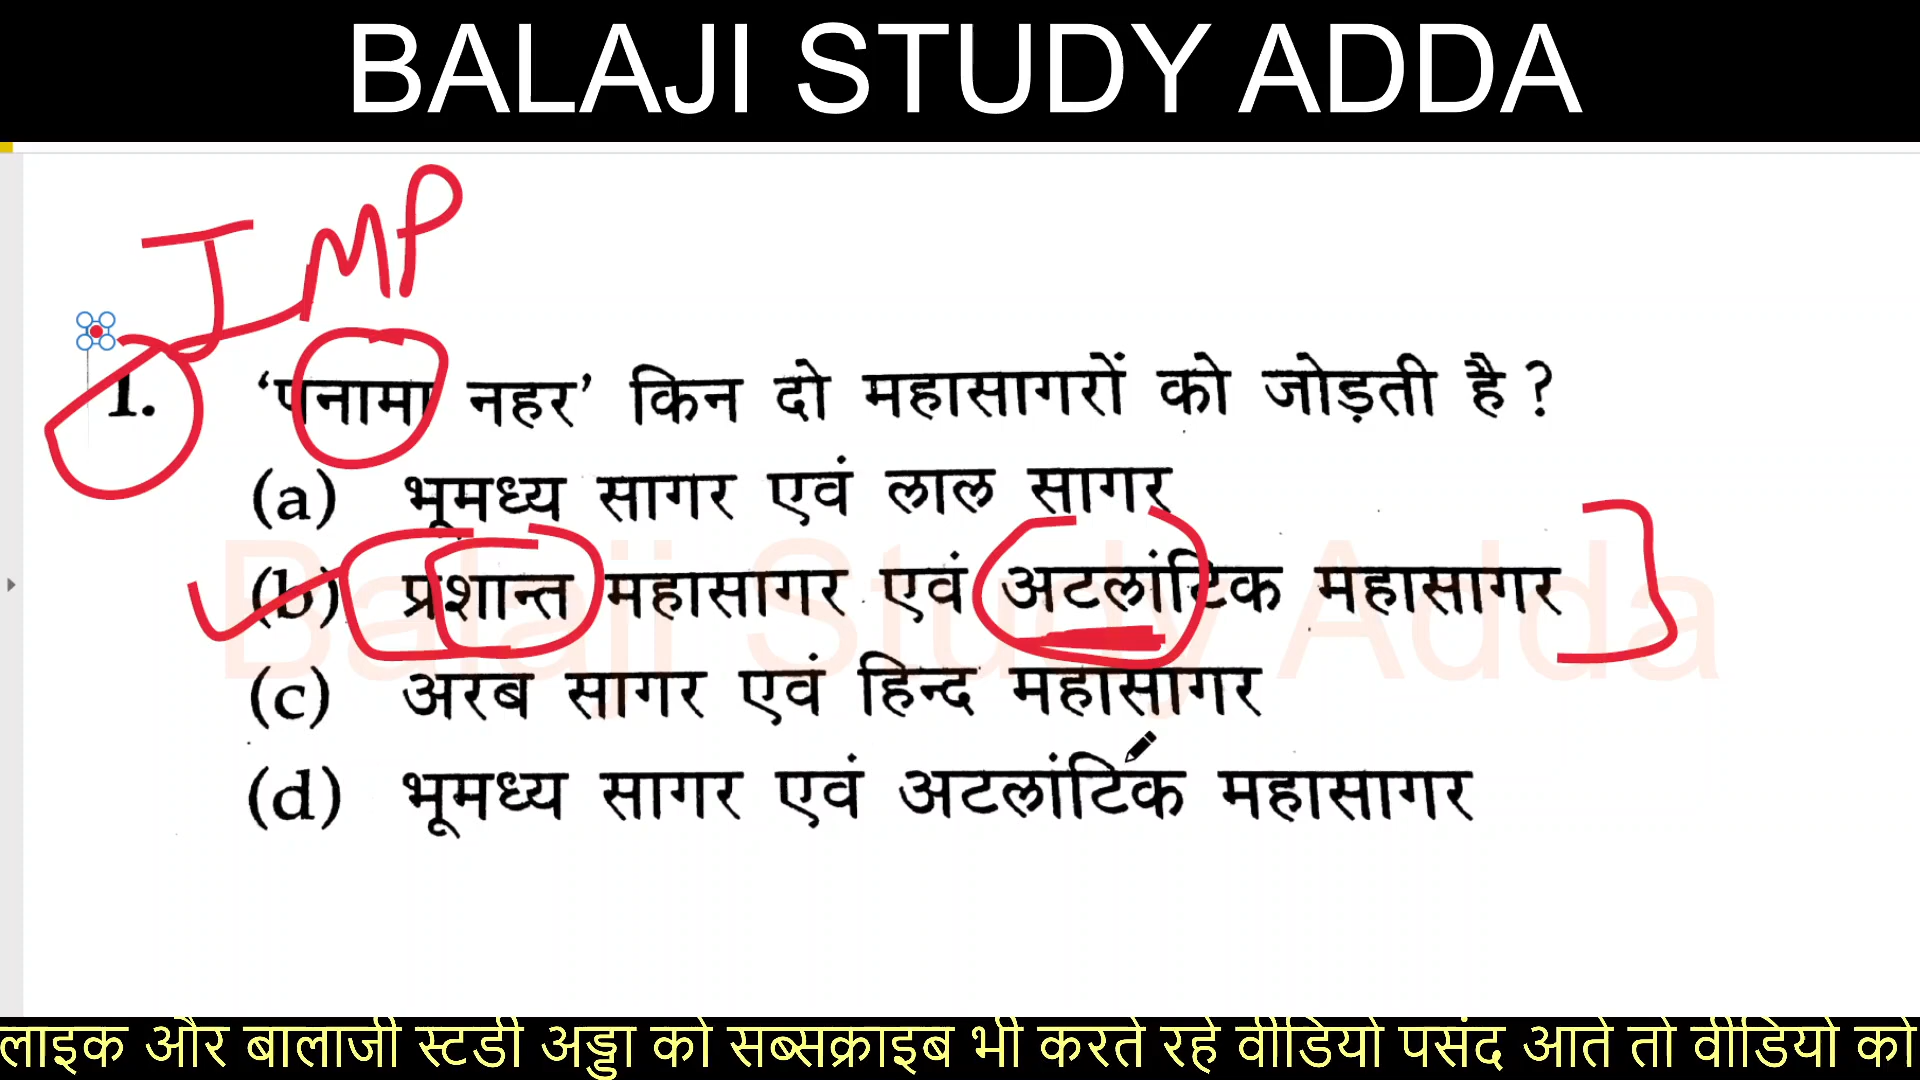 BALAJI STUDY ADDA
IMP
1. ‘पनामा नहर’ किन दो महासागरों को जोड़ती है ?
(a) भूमध्य सागर एवं लाल सागर
(b) प्रशान्त महासागर एवं अटलांटिक महासागर
Balaji Study Adda
(c) अरब सागर एवं हिन्द महासागर
(d) भूमध्य सागर एवं अटलांटिक महासागर
लाइक और बालाजी स्टडी अड्डा को सब्सक्राइब भी करते रहे वीडियो पसंद आते तो वीडियो को